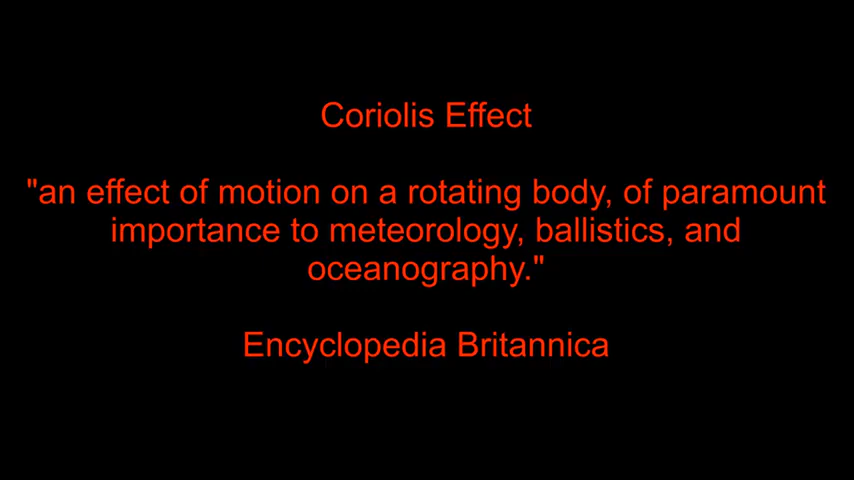 Coriolis Effect
"an effect of motion on a rotating body, of paramount
importance to meteorology, ballistics, and
oceanography."
Encyclopedia Britannica